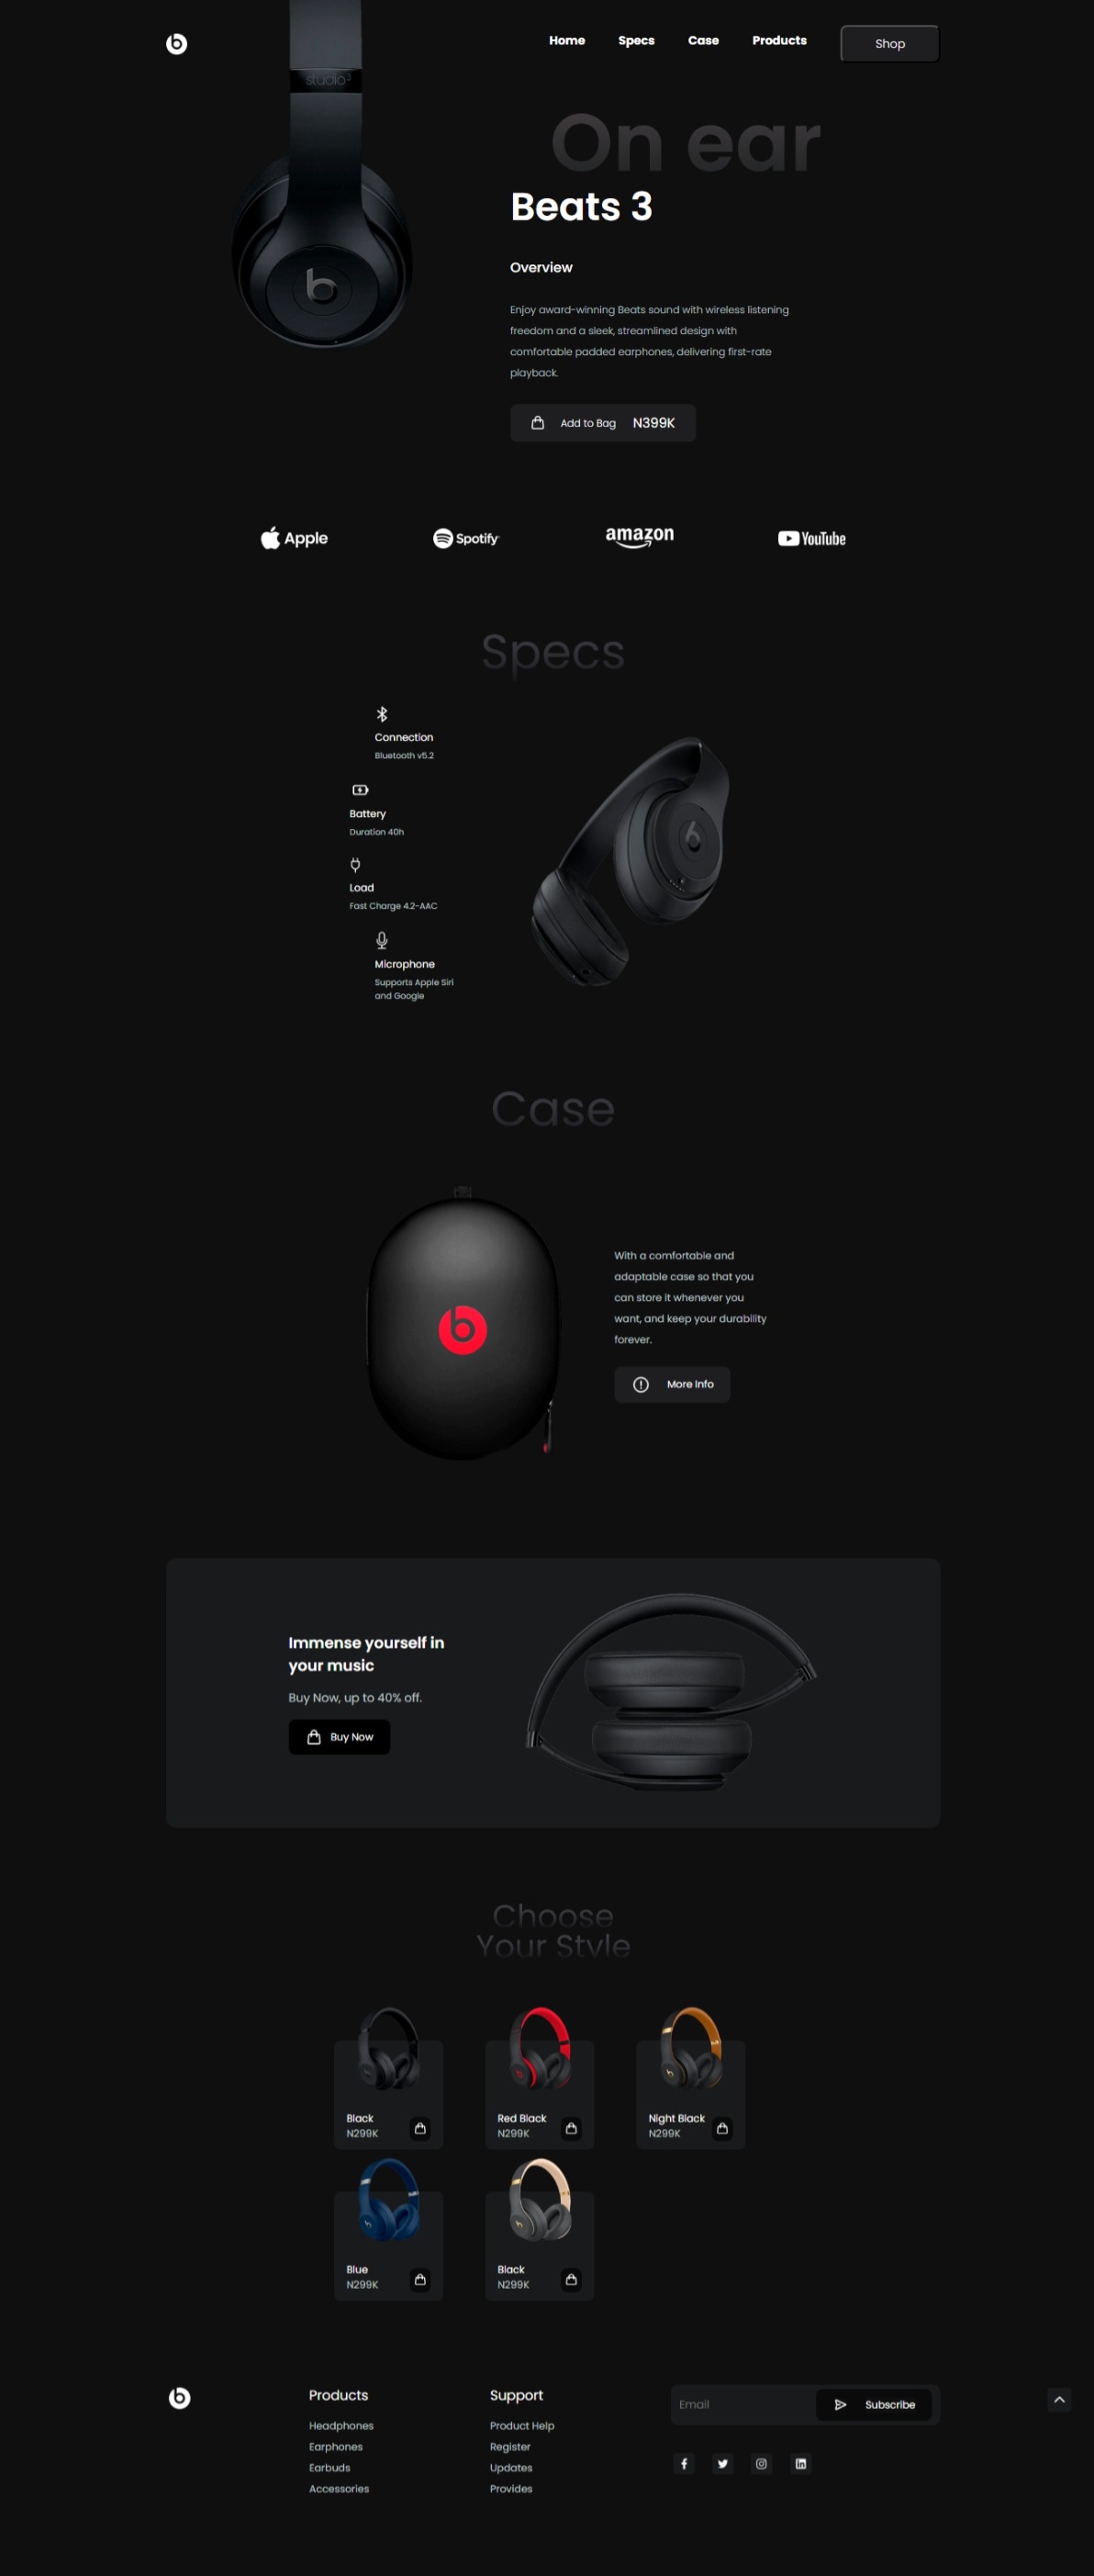 Home Specs Case Products Shop
studio3
On ear
Beats 3
Overview
Enjoy award-winning Beats sound with wireless listening
freedom and a sleek, streamlined design with
comfortable padded earphones, delivering first-rate
playback.
Add to Bag N399K
Apple Spotify amazon YouTube
Specs
Connection
Bluetooth v5.2
Battery
Duration 40h
Load
Fast Charge 4.2-AAC
Microphone
Supports Apple Siri
and Google
Case
With a comfortable and
adaptable case so that you
can store it whenever you
want, and keep your durability
forever.
More Info
Immense yourself in
your music
Buy Now, up to 40% off.
Buy Now
Choose
Your Style
Black
N299K
Red Black
N299K
Night Black
N299K
Blue
N299K
Black
N299K
Products
Headphones
Earphones
Earbuds
Accessories
Support
Product Help
Register
Updates
Provides
Email Subscribe